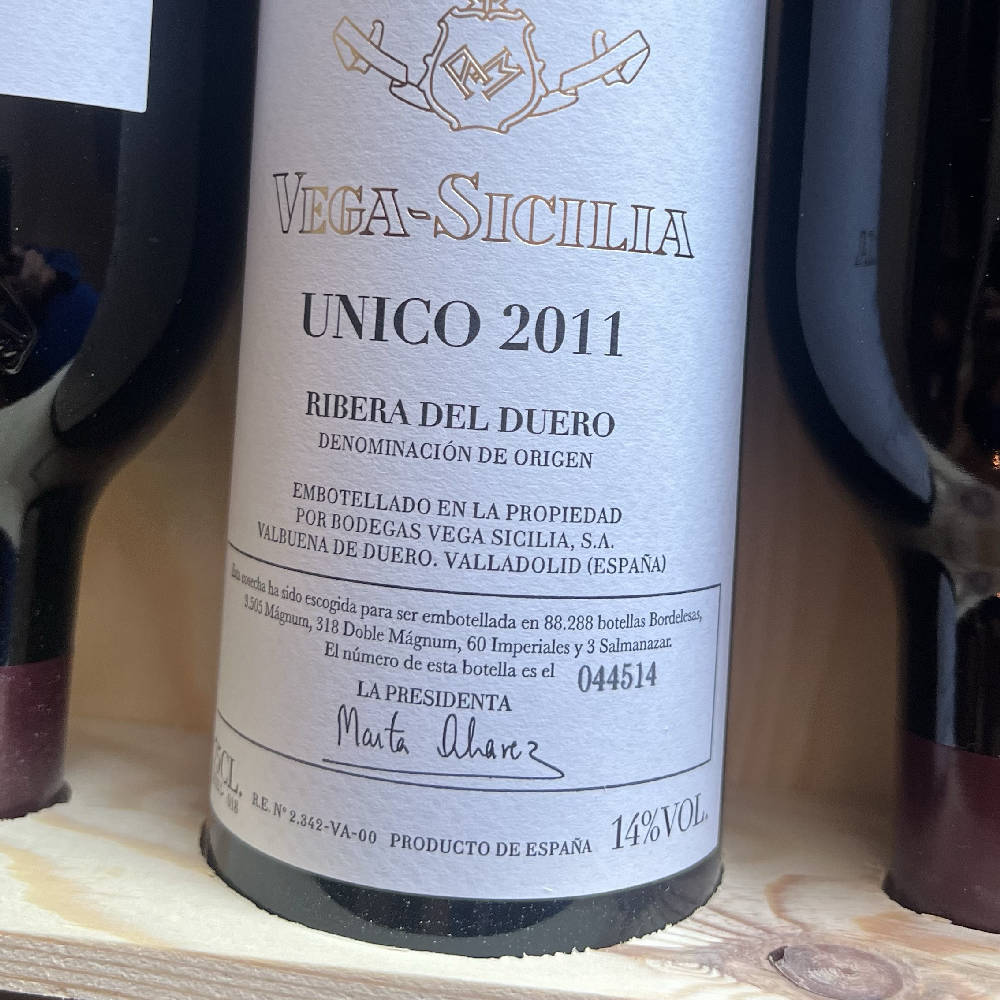 VEGA-SICILIA
UNICO 2011
RIBERA DEL DUERO
DENOMINACIÓN DE ORIGEN
EMBOTELLADO EN LA PROPIEDAD
POR BODEGAS VEGA SICILIA, S.A.
VALBUENA DE DUERO. VALLADOLID (ESPAÑA)
Esta cosecha ha sido escogida para ser embotellada en 88.288 botellas Bordelesas,
9.505 Mágnum, 318 Doble Mágnum, 60 Imperiales y 3 Salmanazar.
El número de esta botella es el 044514
LA PRESIDENTA
Marta Alvarez
CL.
R.E. Nº 2.342-VA-00 PRODUCTO DE ESPAÑA 14%VOL.